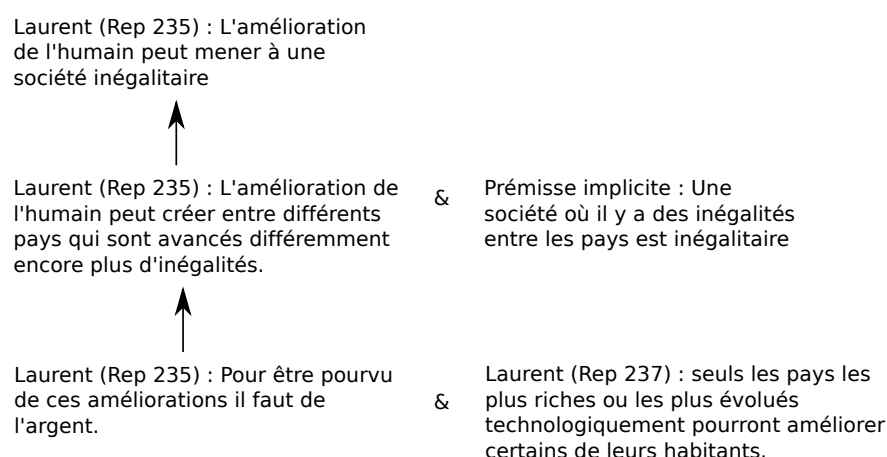 Laurent (Rep 235) : L'amélioration
de l'humain peut mener à une
société inégalitaire
Laurent (Rep 235) : L'amélioration de
l'humain peut créer entre différents
pays qui sont avancés différemment
encore plus d'inégalités.
&
Prémisse implicite : Une
société où il y a des inégalités
entre les pays est inégalitaire
Laurent (Rep 235) : Pour être pourvu
de ces améliorations il faut de
l'argent.
&
Laurent (Rep 237) : seuls les pays les
plus riches ou les plus évolués
technologiquement pourront améliorer
certains de leurs habitants.